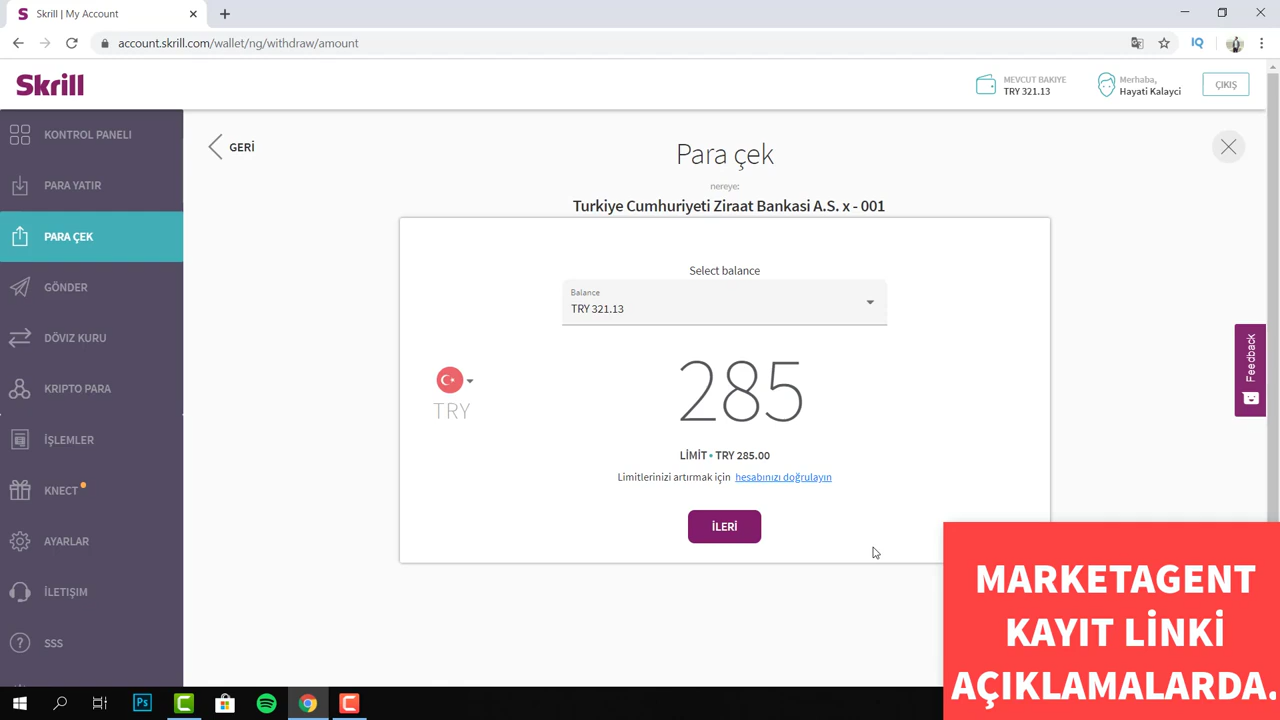 Skrill | My Account
account.skrill.com/wallet/ng/withdraw/amount
IQ
Skrill
MEVCUT BAKIYE
TRY 321.13
Merhaba,
Hayati Kalayci
ÇIKIŞ
KONTROL PANELİ
PARA YATIR
PARA ÇEK
GÖNDER
DÖVIZ KURU
KRIPTO PARA
İŞLEMLER
KNECT
AYARLAR
İLETIŞIM
SSS
GERİ
Para çek
nereye:
Turkiye Cumhuriyeti Ziraat Bankasi A.S. x - 001
Select balance
Balance
TRY 321.13
TRY
285
LİMİT • TRY 285.00
Limitlerinizi artırmak için hesabınızı doğrulayın
İLERİ
Feedback
Ps
MARKETAGENT
KAYIT LİNKİ
AÇIKLAMALARDA.